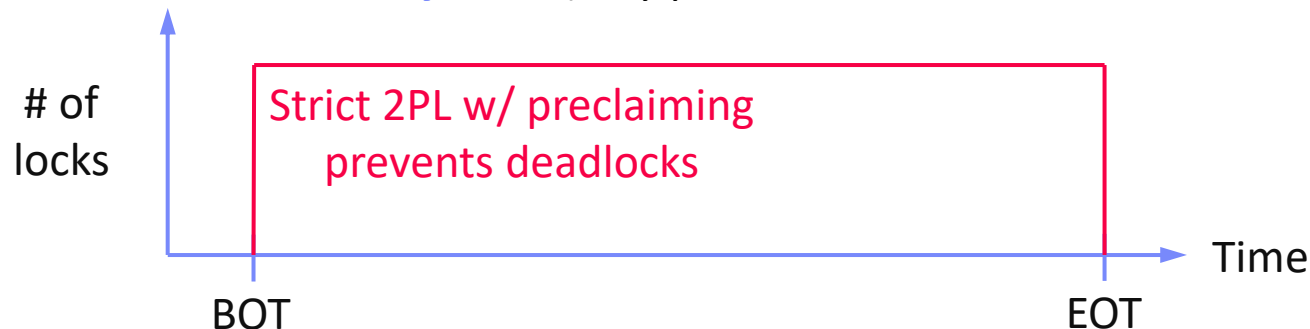 # of
locks
Strict 2PL w/ preclaiming
prevents deadlocks
Time
BOT
EOT